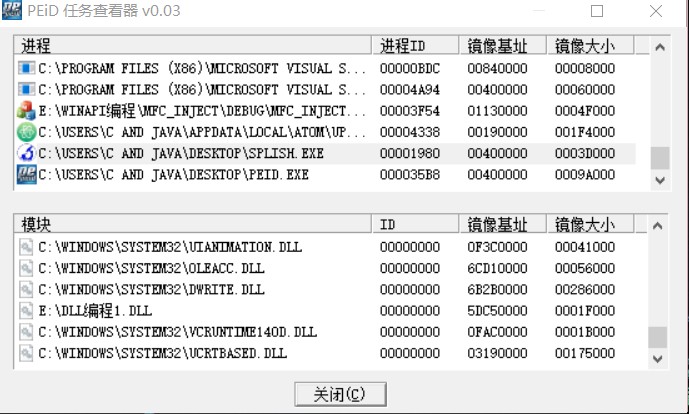 PEiD 任务查看器 v0.03
进程 进程ID 镜像基址 镜像大小
C:\PROGRAM FILES (X86)\MICROSOFT VISUAL S... 00000BDC 00840000 00008000
C:\PROGRAM FILES (X86)\MICROSOFT VISUAL S... 00004A94 00400000 00060000
E:\WINAPI编程\MFC_INJECT\DEBUG\MFC_INJECT... 00003F54 01130000 0004F000
C:\USERS\C AND JAVA\APPDATA\LOCAL\ATOM\UP... 00004338 00190000 001F4000
C:\USERS\C AND JAVA\DESKTOP\SPLISH.EXE 00001980 00400000 0003D000
C:\USERS\C AND JAVA\DESKTOP\PEID.EXE 000035B8 00400000 0009A000
模块 ID 镜像基址 镜像大小
C:\WINDOWS\SYSTEM32\UIANIMATION.DLL 00000000 0F3C0000 00041000
C:\WINDOWS\SYSTEM32\OLEACC.DLL 00000000 6CD10000 00056000
C:\WINDOWS\SYSTEM32\DWRITE.DLL 00000000 6B2B0000 00286000
E:\DLL编程1.DLL 00000000 5DC50000 0001F000
C:\WINDOWS\SYSTEM32\VCRUNTIME140D.DLL 00000000 0FAC0000 0001B000
C:\WINDOWS\SYSTEM32\UCRTBASED.DLL 00000000 03190000 00175000
关闭(C)